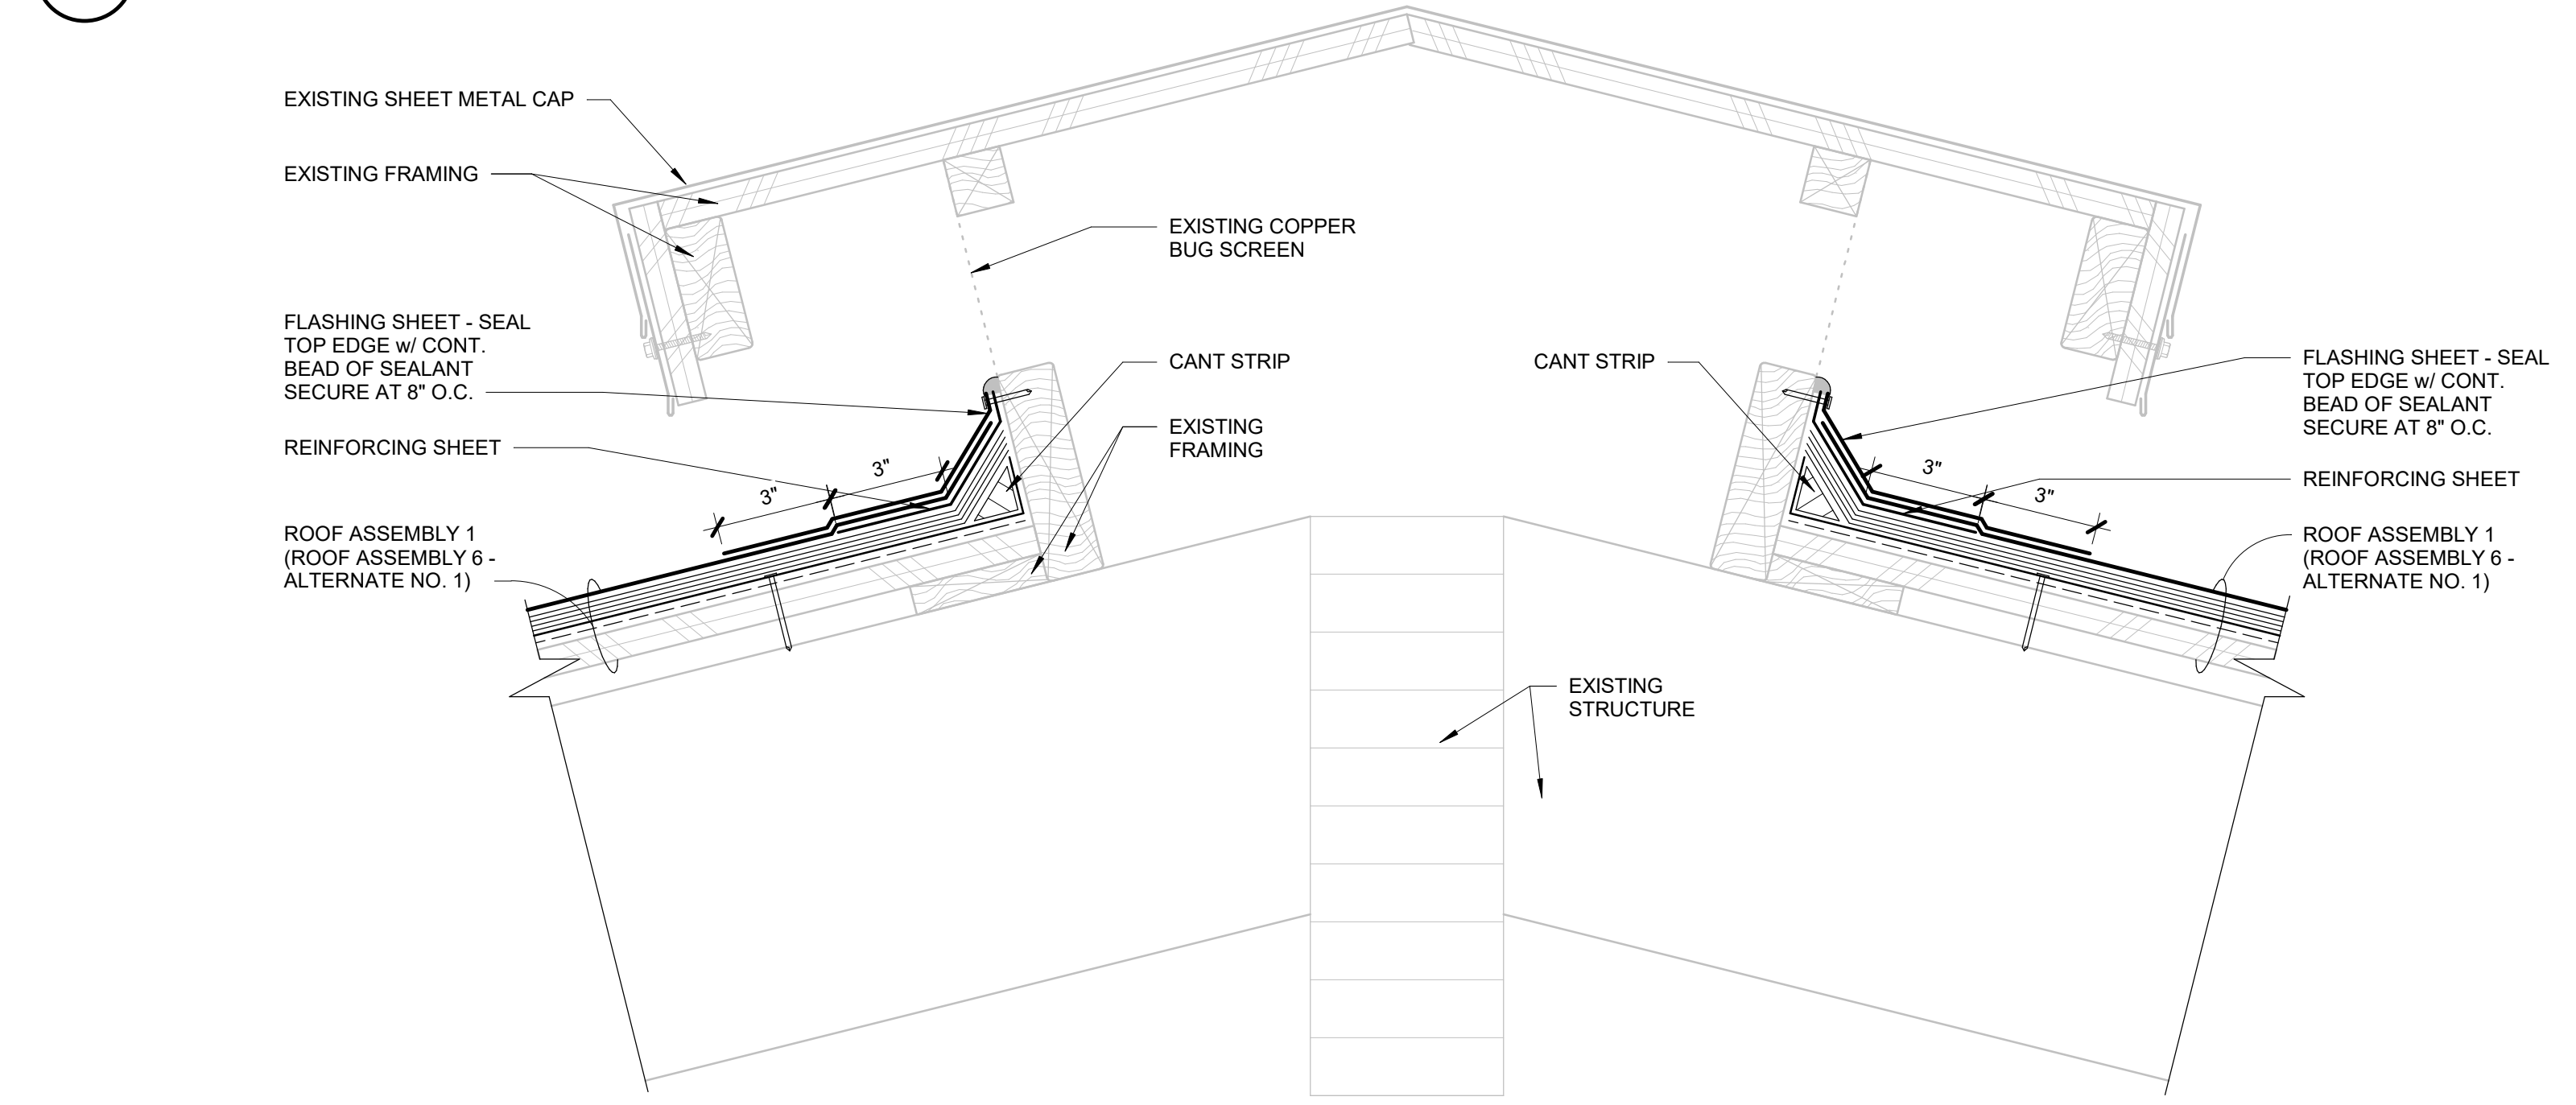 EXISTING SHEET METAL CAP
EXISTING FRAMING
EXISTING COPPER
BUG SCREEN
FLASHING SHEET - SEAL
TOP EDGE w/ CONT.
BEAD OF SEALANT
SECURE AT 8" O.C.
CANT STRIP
CANT STRIP
FLASHING SHEET - SEAL
TOP EDGE w/ CONT.
BEAD OF SEALANT
SECURE AT 8" O.C.
REINFORCING SHEET
EXISTING
FRAMING
3"
3"
3"
3"
REINFORCING SHEET
ROOF ASSEMBLY 1
(ROOF ASSEMBLY 6 -
ALTERNATE NO. 1)
ROOF ASSEMBLY 1
(ROOF ASSEMBLY 6 -
ALTERNATE NO. 1)
EXISTING
STRUCTURE